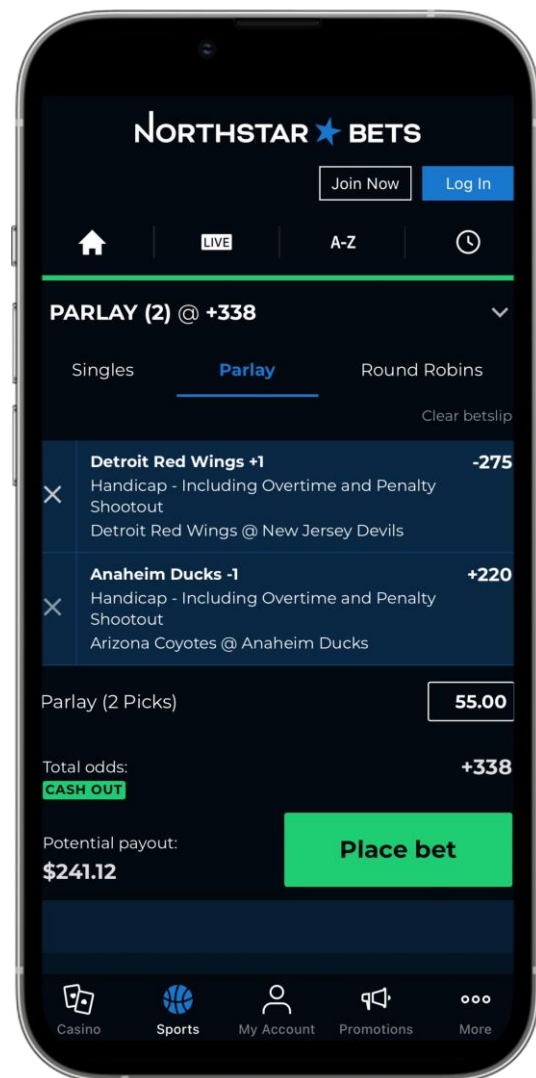 NORTHSTAR BETS
Join Now
Log In
LIVE
A-Z
PARLAY (2) @ +338
Singles
Parlay
Round Robins
Clear betslip
Detroit Red Wings +1
-275
Handicap - Including Overtime and Penalty
Shootout
Detroit Red Wings @ New Jersey Devils
Anaheim Ducks -1
+220
Handicap - Including Overtime and Penalty
Shootout
Arizona Coyotes @ Anaheim Ducks
Parlay (2 Picks)
55.00
Total odds:
+338
CASH OUT
Potential payout:
$241.12
Place bet
Casino
Sports
My Account
Promotions
More